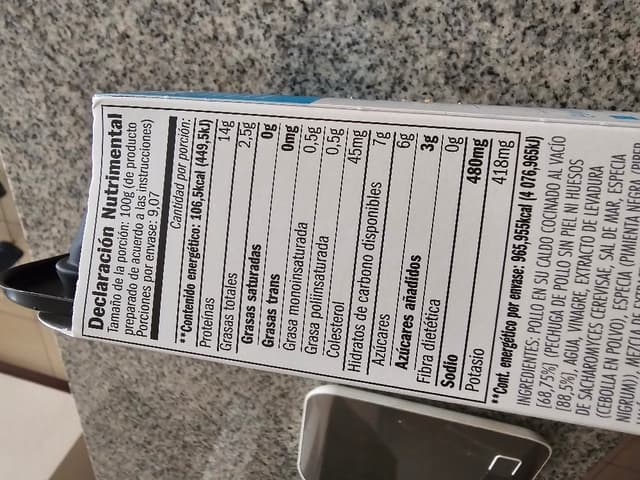 Declaración Nutrimental
Tamaño de la porción: 100g (de producto
preparado de acuerdo a las instrucciones)
Porciones por envase: 9,07
Cantidad por porción:
**Contenido energético: 106,5kcal (449,5kJ)
Proteínas 14g
Grasas totales 2,5g
Grasas saturadas 0g
Grasas trans 0mg
Grasa monoinsaturada 0,5g
Grasa poliinsaturada 0,5g
Colesterol 45mg
Hidratos de carbono disponibles 7g
Azúcares 6g
Azúcares añadidos 3g
Fibra dietética 0g
Sodio 480mg
Potasio 418mg
**Cont. energético por envase: 965,955kcal (4 076,965kJ)
INGREDIENTES: POLLO EN SU CALDO COCINADO AL VACÍO
(68,75%) (PECHUGA DE POLLO SIN PIEL NI HUESOS
(88,5%), AGUA, VINAGRE, EXTRACTO DE LEVADURA
DE SACHAROMYCES CEREVISAE, SAL DE MAR, ESPECIA
(CEBOLLA EN POLVO), ESPECIA (PIMIENTA NEGRA (PIPER
NIGRUM)), MEZCLA DE